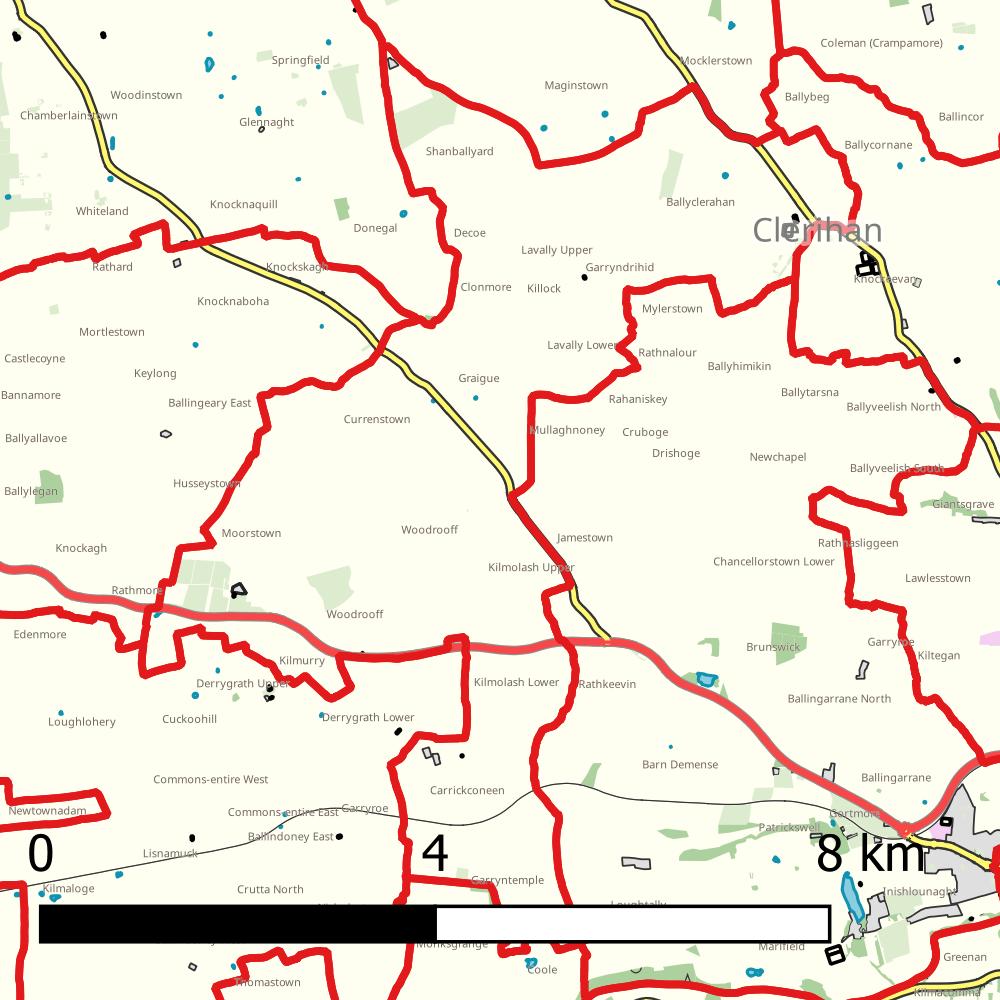 Coleman (Crampamore)
Springfield
Mocklerstown
Maginstown
Woodinstown
Ballybeg
Chamberlainstown
Glennaght
Ballincor
Ballycornane
Shanballyard
Knocknaquill
Ballyclerahan
Whiteland
Donegal
Decoe
Clerihan
Lavally Upper
Rathard
Knockskagh
Garryndrihid
Knockeevan
Clonmore
Killock
Knocknaboha
Mylerstown
Mortlestown
Lavally Lower
Rathnalour
Castlecoyne
Ballyhimikin
Keylong
Graigue
Bannamore
Ballytarsna
Ballingeary East
Rahaniskey
Ballyveelish North
Currenstown
Mullaghnoney
Cruboge
Ballyallavoe
Drishoge
Newchapel
Ballyveelish South
Husseystown
Ballylegan
Giantsgrave
Moorstown
Woodrooff
Jamestown
Rathnasliggeen
Knockagh
Chancellorstown Lower
Kilmolash Upper
Lawlesstown
Rathmore
Woodrooff
Edenmore
Garryroe
Brunswick
Kiltegan
Kilmurry
Derrygrath Upper
Kilmolash Lower
Rathkeevin
Ballingarrane North
Loughlohery
Cuckoohill
Derrygrath Lower
Barn Demesne
Commons-entire West
Ballingarrane
Carrickconeen
Newtownadam
Commons-entire East
Garryroe
Gortmore
Patrickswell
Ballindoney East
0 4 8 km
Lisnamuck
Kilmaloge
Crutta North
Garryntemple
Inishlounaght
Loughtally
Monksgrange
Marlfield
Greenan
Coole
Thomastown
Kilmacomma